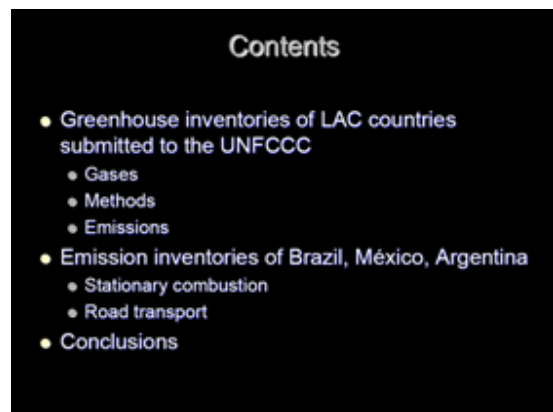 Contents
Greenhouse inventories of LAC countries
submitted to the UNFCCC
Gases
Methods
Emissions
Emission inventories of Brazil, México, Argentina
Stationary combustion
Road transport
Conclusions